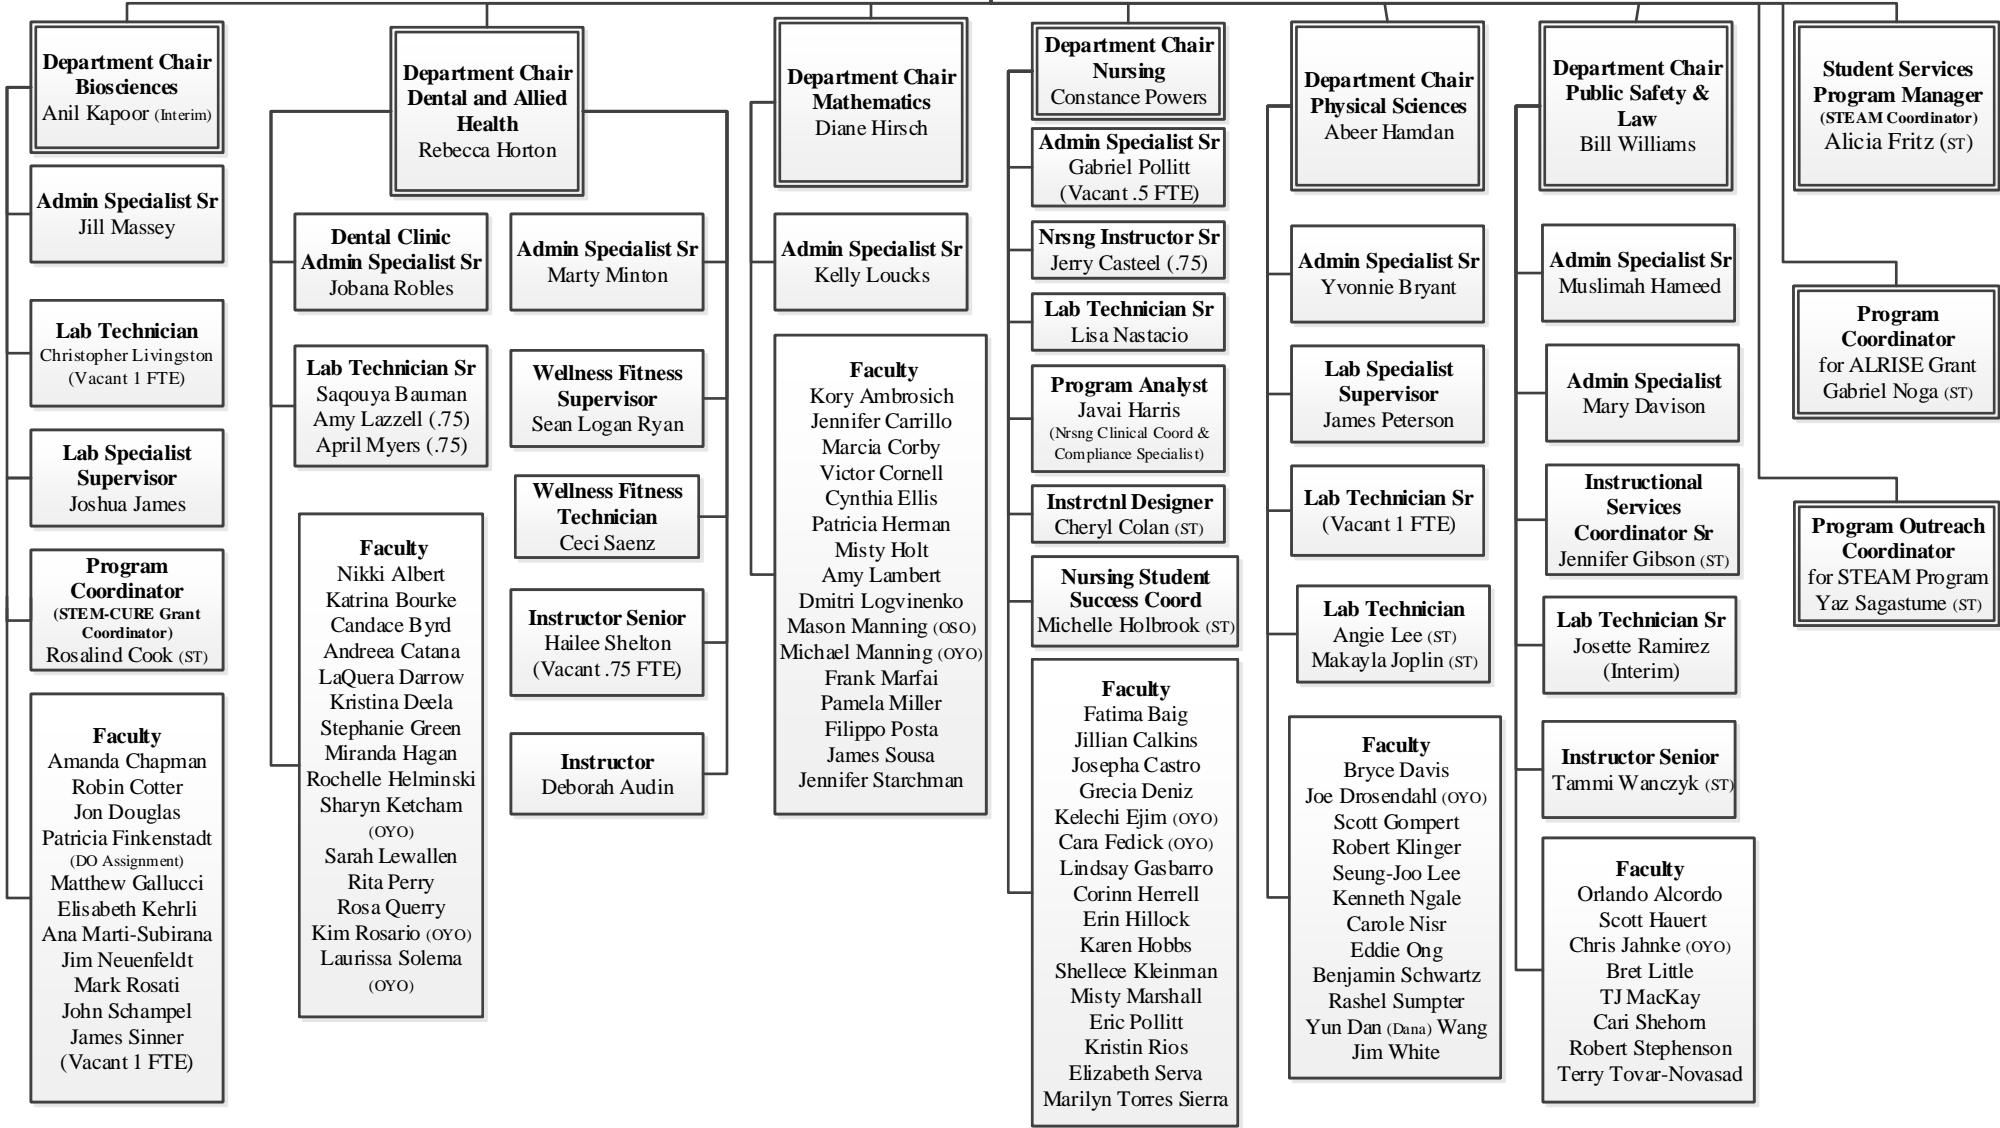 Department Chair
Biosciences
Anil Kapoor (Interim)
Admin Specialist Sr
Jill Massey
Lab Technician
Christopher Livingston
(Vacant 1 FTE)
Lab Specialist
Supervisor
Joshua James
Program
Coordinator
(STEM-CURE Grant
Coordinator)
Rosalind Cook (ST)
Faculty
Amanda Chapman
Robin Cotter
Jon Douglas
Patricia Finkenstadt
(DO Assignment)
Matthew Gallucci
Elisabeth Kehrli
Ana Marti-Subirana
Jim Neuenfeldt
Mark Rosati
John Schampel
James Sinner
(Vacant 1 FTE)
Department Chair
Dental and Allied
Health
Rebecca Horton
Dental Clinic
Admin Specialist Sr
Jobana Robles
Lab Technician Sr
Saqouya Bauman
Amy Lazzell (.75)
April Myers (.75)
Faculty
Nikki Albert
Katrina Bourke
Candace Byrd
Andreea Catana
LaQuera Darrow
Kristina Deela
Stephanie Green
Miranda Hagan
Rochelle Helminski
Sharyn Ketcham
(OYO)
Sarah Lewallen
Rita Perry
Rosa Querry
Kim Rosario (OYO)
Laurissa Solema
(OYO)
Admin Specialist Sr
Marty Minton
Wellness Fitness
Supervisor
Sean Logan Ryan
Wellness Fitness
Technician
Ceci Saenz
Instructor Senior
Hailee Shelton
(Vacant .75 FTE)
Instructor
Deborah Audin
Department Chair
Mathematics
Diane Hirsch
Admin Specialist Sr
Kelly Loucks
Faculty
Kory Ambrosich
Jennifer Carrillo
Marcia Corby
Victor Cornell
Cynthia Ellis
Patricia Herman
Misty Holt
Amy Lambert
Dmitri Logvinenko
Mason Manning (OSO)
Michael Manning (OYO)
Frank Marfai
Pamela Miller
Filippo Posta
James Sousa
Jennifer Starchman
Department Chair
Nursing
Constance Powers
Admin Specialist Sr
Gabriel Pollitt
(Vacant .5 FTE)
Nrsng Instructor Sr
Jerry Casteel (.75)
Lab Technician Sr
Lisa Nastacio
Program Analyst
Javai Harris
(Nrsng Clinical Coord &
Compliance Specialist)
Instrctnl Designer
Cheryl Colan (ST)
Nursing Student
Success Coord
Michelle Holbrook (ST)
Faculty
Fatima Baig
Jillian Calkins
Josepha Castro
Grecia Deniz
Kelechi Ejim (OYO)
Cara Fedick (OYO)
Lindsay Gasbarro
Corinn Herrell
Erin Hillock
Karen Hobbs
Shellece Kleinman
Misty Marshall
Eric Pollitt
Kristin Rios
Elizabeth Serva
Marilyn Torres Sierra
Department Chair
Physical Sciences
Abeer Hamdan
Admin Specialist Sr
Yvonnie Bryant
Lab Specialist
Supervisor
James Peterson
Lab Technician Sr
(Vacant 1 FTE)
Lab Technician
Angie Lee (ST)
Makayla Joplin (ST)
Faculty
Bryce Davis
Joe Drosendahl (OYO)
Scott Gompert
Robert Klinger
Seung-Joo Lee
Kenneth Ngale
Carole Nisr
Eddie Ong
Benjamin Schwartz
Rashel Sumpter
Yun Dan (Dana) Wang
Jim White
Department Chair
Public Safety &
Law
Bill Williams
Admin Specialist Sr
Muslimah Hameed
Admin Specialist
Mary Davison
Instructional
Services
Coordinator Sr
Jennifer Gibson (ST)
Lab Technician Sr
Josette Ramirez
(Interim)
Instructor Senior
Tammi Wanczyk (ST)
Faculty
Orlando Alcordo
Scott Hauert
Chris Jahnke (OYO)
Bret Little
TJ MacKay
Cari Shehorn
Robert Stephenson
Terry Tovar-Novasad
Student Services
Program Manager
(STEAM Coordinator)
Alicia Fritz (ST)
Program
Coordinator
for ALRISE Grant
Gabriel Noga (ST)
Program Outreach
Coordinator
for STEAM Program
Yaz Sagastume (ST)